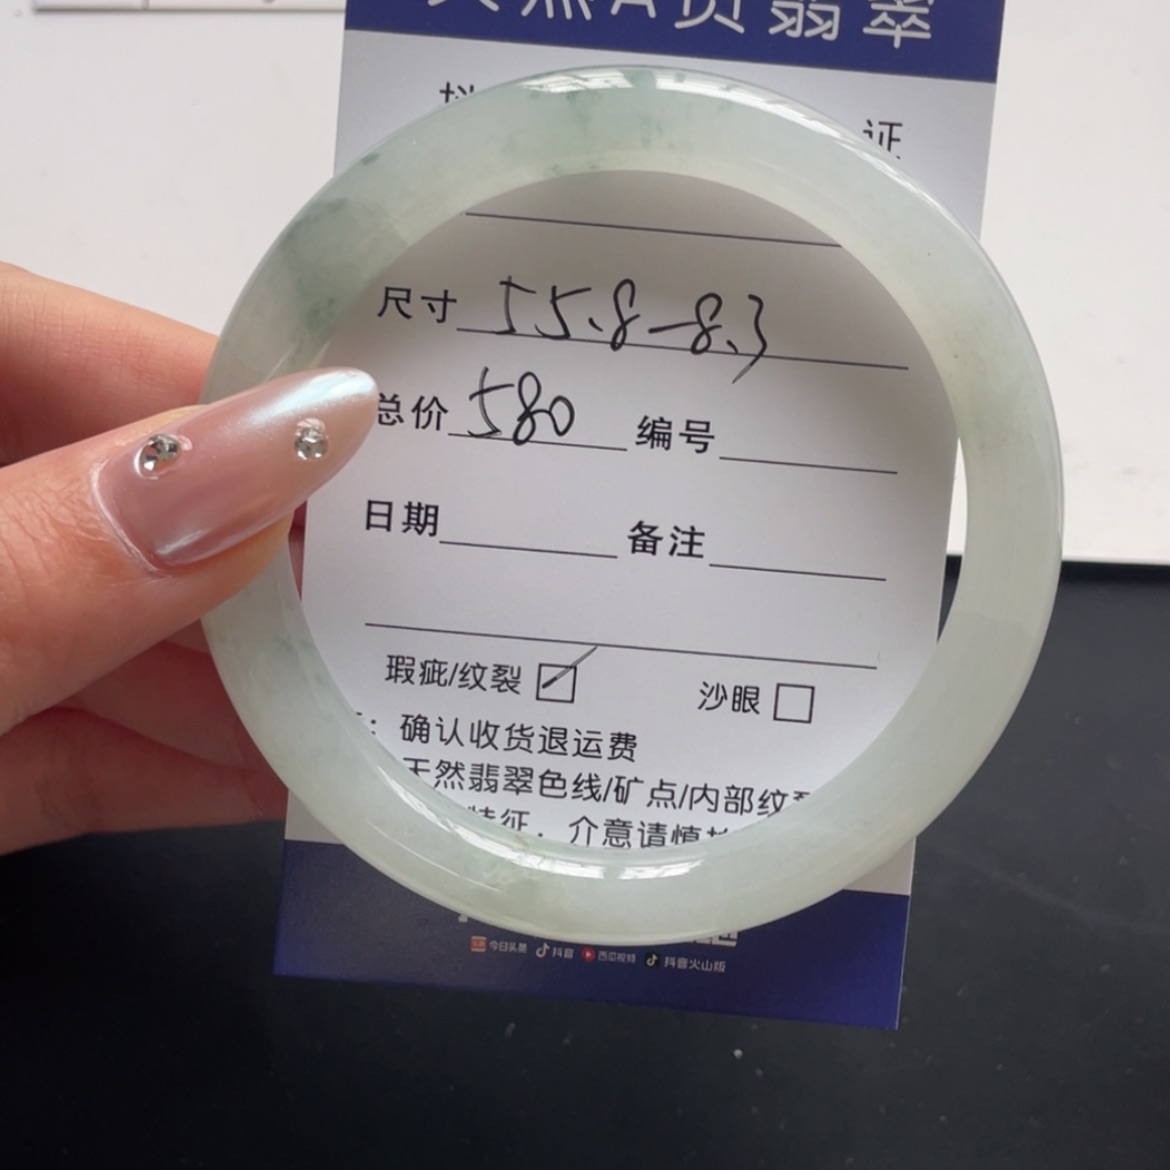 天然A货翡翠
证
尺寸 55.8-8.3
总价 580 编号
日期 备注
瑕疵/纹裂 ☑ 沙眼 □
：确认收货退运费
天然翡翠色线/矿点/内部纹
特征，介意请慎
今日头条 抖音 西瓜视频 抖音火山版